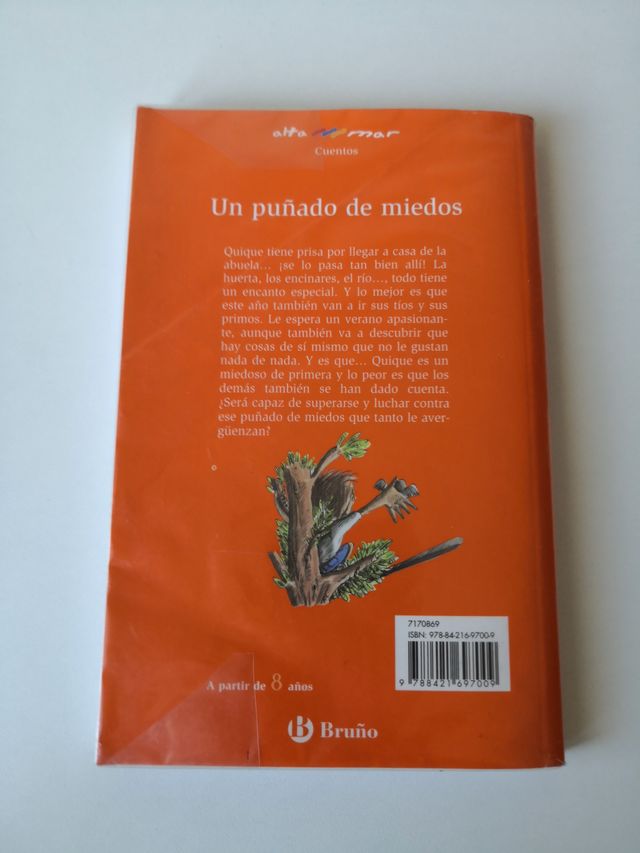 alta mar
Cuentos
Un puñado de miedos
Quique tiene prisa por llegar a casa de la
abuela... ¡se lo pasa tan bien allí! La
huerta, los encinares, el río..., todo tiene
un encanto especial. Y lo mejor es que
este año también van a ir sus tíos y sus
primos. Le espera un verano apasionan-
te, aunque también va a descubrir que
hay cosas de sí mismo que no le gustan
nada de nada. Y es que... Quique es un
miedoso de primera y lo peor es que los
demás también se han dado cuenta.
¿Será capaz de superarse y luchar contra
ese puñado de miedos que tanto le aver-
güenzan?
7170869
ISBN: 978-84-216-9700-9
9 788421 697009
A partir de 8 años
B Bruño